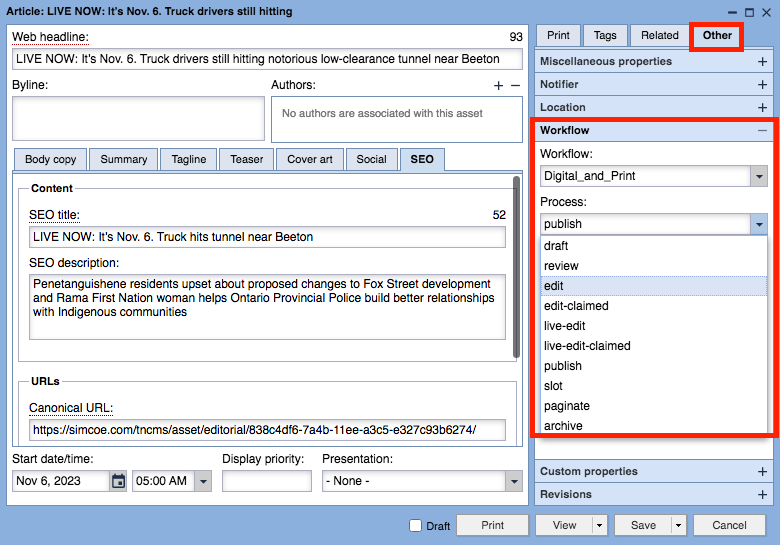 Article: LIVE NOW: It's Nov. 6. Truck drivers still hitting
Web headline: 93
LIVE NOW: It's Nov. 6. Truck drivers still hitting notorious low-clearance tunnel near Beeton
Byline: Authors: + −
No authors are associated with this asset
Body copy Summary Tagline Teaser Cover art Social SEO
Content
SEO title: 52
LIVE NOW: It's Nov. 6. Truck hits tunnel near Beeton
SEO description:
Penetanguishene residents upset about proposed changes to Fox Street development
and Rama First Nation woman helps Ontario Provincial Police build better relationships
with Indigenous communities
URLs
Canonical URL:
https://simcoe.com/tncms/asset/editorial/838c4df6-7a4b-11ee-a3c5-e327c93b6274/
Start date/time: Display priority: Presentation:
Nov 6, 2023 05:00 AM - None -
Print Tags Related Other
Miscellaneous properties +
Notifier +
Location +
Workflow −
Workflow:
Digital_and_Print
Process:
publish
draft
review
edit
edit-claimed
live-edit
live-edit-claimed
publish
slot
paginate
archive
Custom properties +
Revisions +
Draft Print View Save Cancel